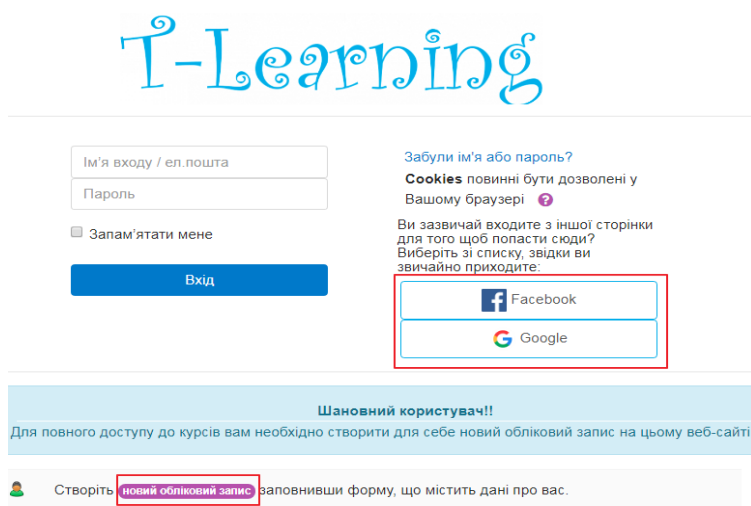 T-Learning
Ім'я входу / ел.пошта
Пароль
Запам'ятати мене
Вхід
Забули ім'я або пароль?
Cookies повинні бути дозволені у
Вашому браузері ?
Ви зазвичай входите з іншої сторінки
для того щоб попасти сюди?
Виберіть зі списку, звідки ви
звичайно приходите:
Facebook
Google
Шановний користувач!!
Для повного доступу до курсів вам необхідно створити для себе новий обліковий запис на цьому веб-сайті
Створіть новий обліковий запис заповнивши форму, що містить дані про вас.